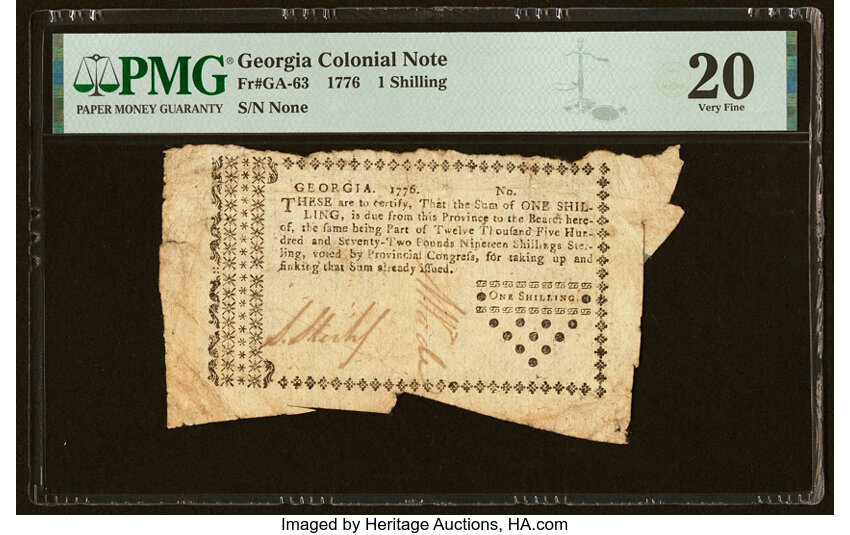 PMG®
PAPER MONEY GUARANTY
Georgia Colonial Note
Fr#GA-63 1776 1 Shilling
S/N None
20
Very Fine
GEORGIA. 1776. No.
THESE are to certify, That the Sum of ONE SHIL-
LING, is due from this Province to the Bearer here-
of, the same being Part of Twelve Thousand Five Hun-
dred and Seventy-Two Pounds Nineteen Shillings Ster-
ling, voted by Provincial Congress, for taking up and
sinking that Sum already issued.
ONE SHILLING.
Imaged by Heritage Auctions, HA.com